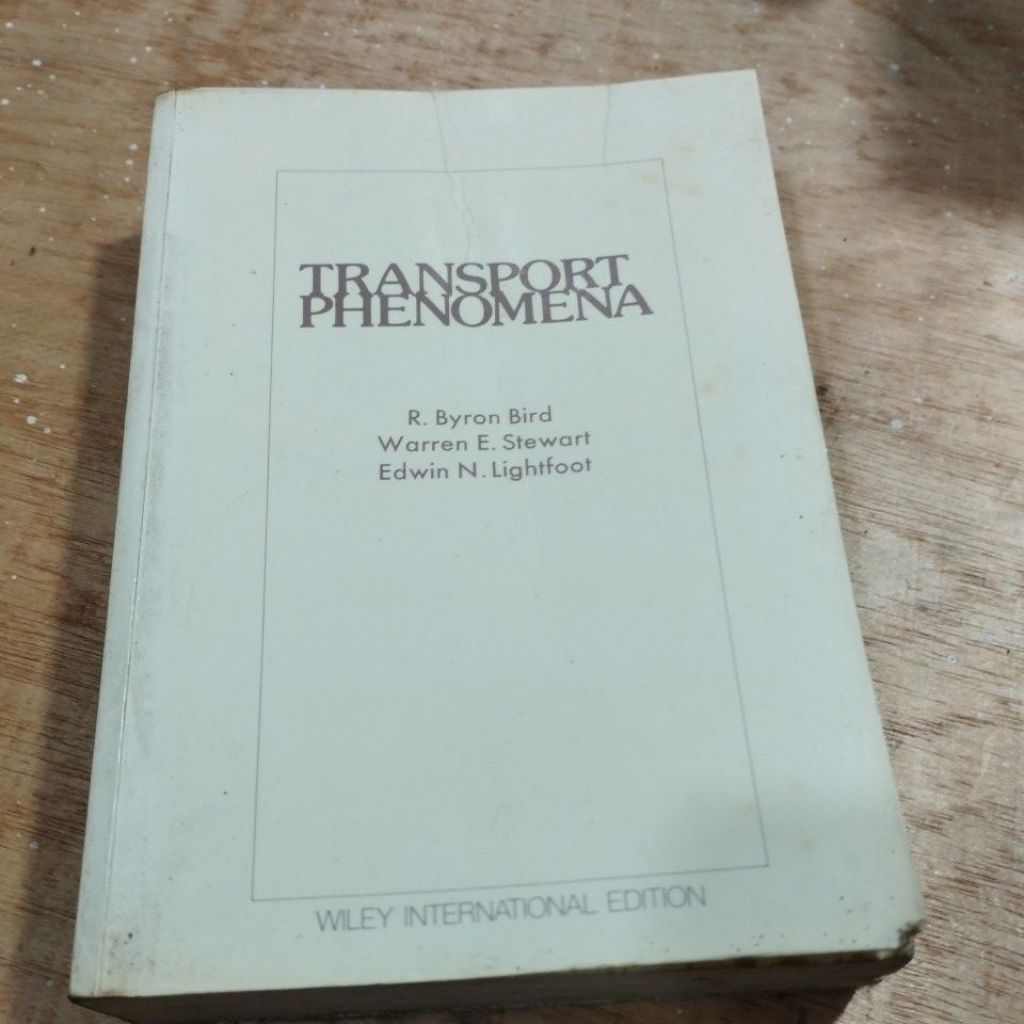 TRANSPORT
PHENOMENA
R. Byron Bird
Warren E. Stewart
Edwin N. Lightfoot
WILEY INTERNATIONAL EDITION